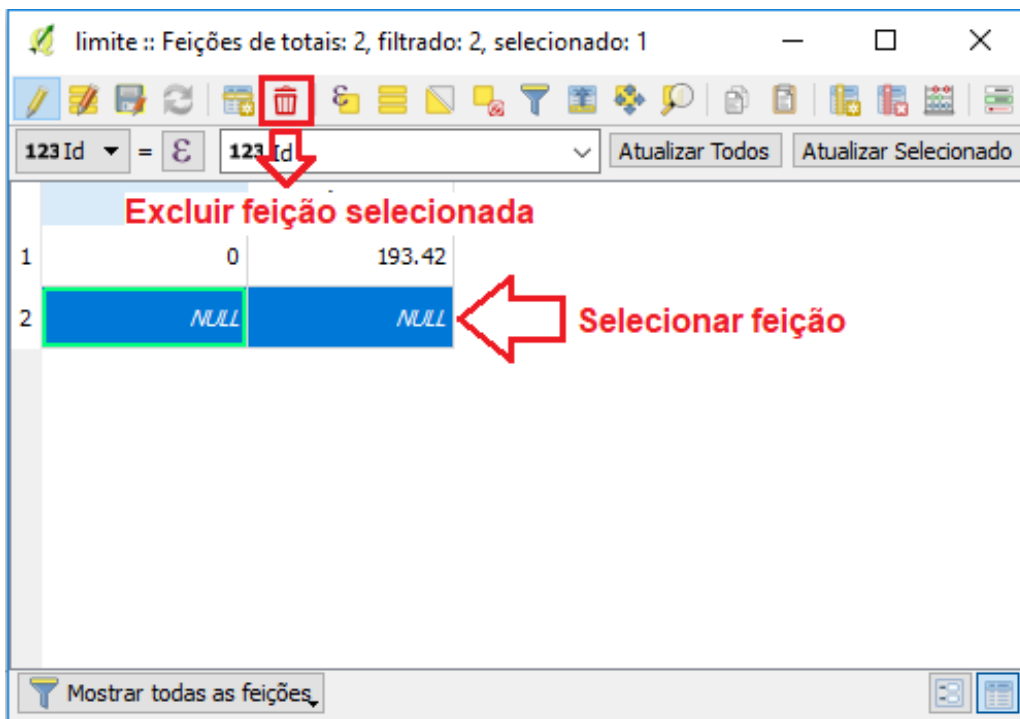 limite :: Feições de totais: 2, filtrado: 2, selecionado: 1
123 Id = ε 123 Id Atualizar Todos Atualizar Selecionado
Excluir feição selecionada
1 0 193.42
2 NULL NULL Selecionar feição
Mostrar todas as feições